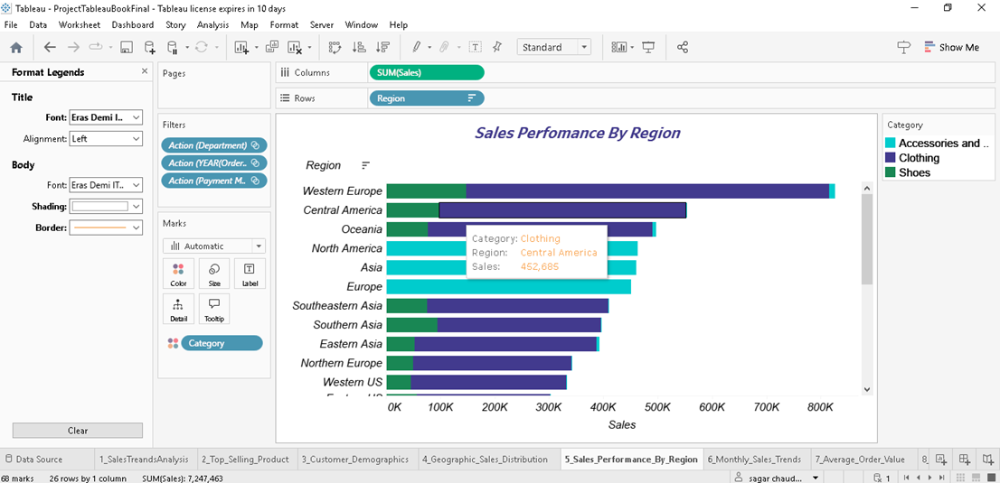 Tableau - ProjectTableauBookFinal - Tableau license expires in 10 days
File Data Worksheet Dashboard Story Analysis Map Format Server Window Help
Standard
Show Me
Format Legends
Title
Font: Eras Demi I..
Alignment: Left
Body
Font: Eras Demi IT..
Shading:
Border:
Clear
Pages
Filters
Action (Department)
Action (YEAR(Order..
Action (Payment M..
Marks
Automatic
Color Size Label
Detail Tooltip
Category
Columns SUM(Sales)
Rows Region
Sales Perfomance By Region
Region
Western Europe
Central America
Oceania
North America
Asia
Europe
Southeastern Asia
Southern Asia
Eastern Asia
Northern Europe
Western US
Eastern US
Category: Clothing
Region: Central America
Sales: 452,685
0K 100K 200K 300K 400K 500K 600K 700K 800K
Sales
Category
Accessories and ..
Clothing
Shoes
Data Source 1_SalesTreandsAnalysis 2_Top_Selling_Product 3_Customer_Demographics 4_Geographic_Sales_Distribution 5_Sales_Performance_By_Region 6_Monthly_Sales_Trends 7_Average_Order_Value 8_
68 marks 26 rows by 1 column SUM(Sales): 7,247,463 sagar chaud... 1